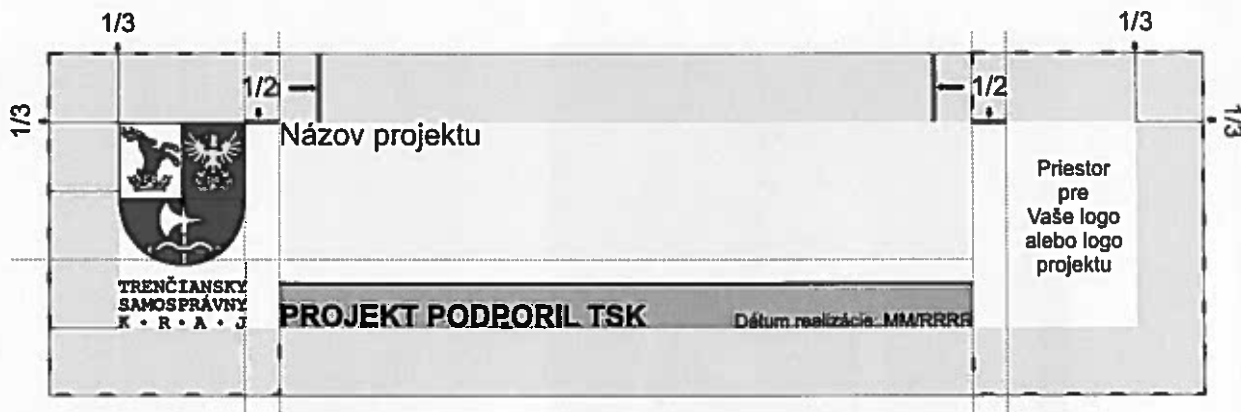 1/3
1/3
1/2
1/2
1/3
1/3
Názov projektu
Priestor
pre
Vaše logo
alebo logo
projektu
TRENČIANSKY
SAMOSPRÁVNY
K · R · A · J
PROJEKT PODPORIL TSK
Dátum realizácie: MM/RRRR